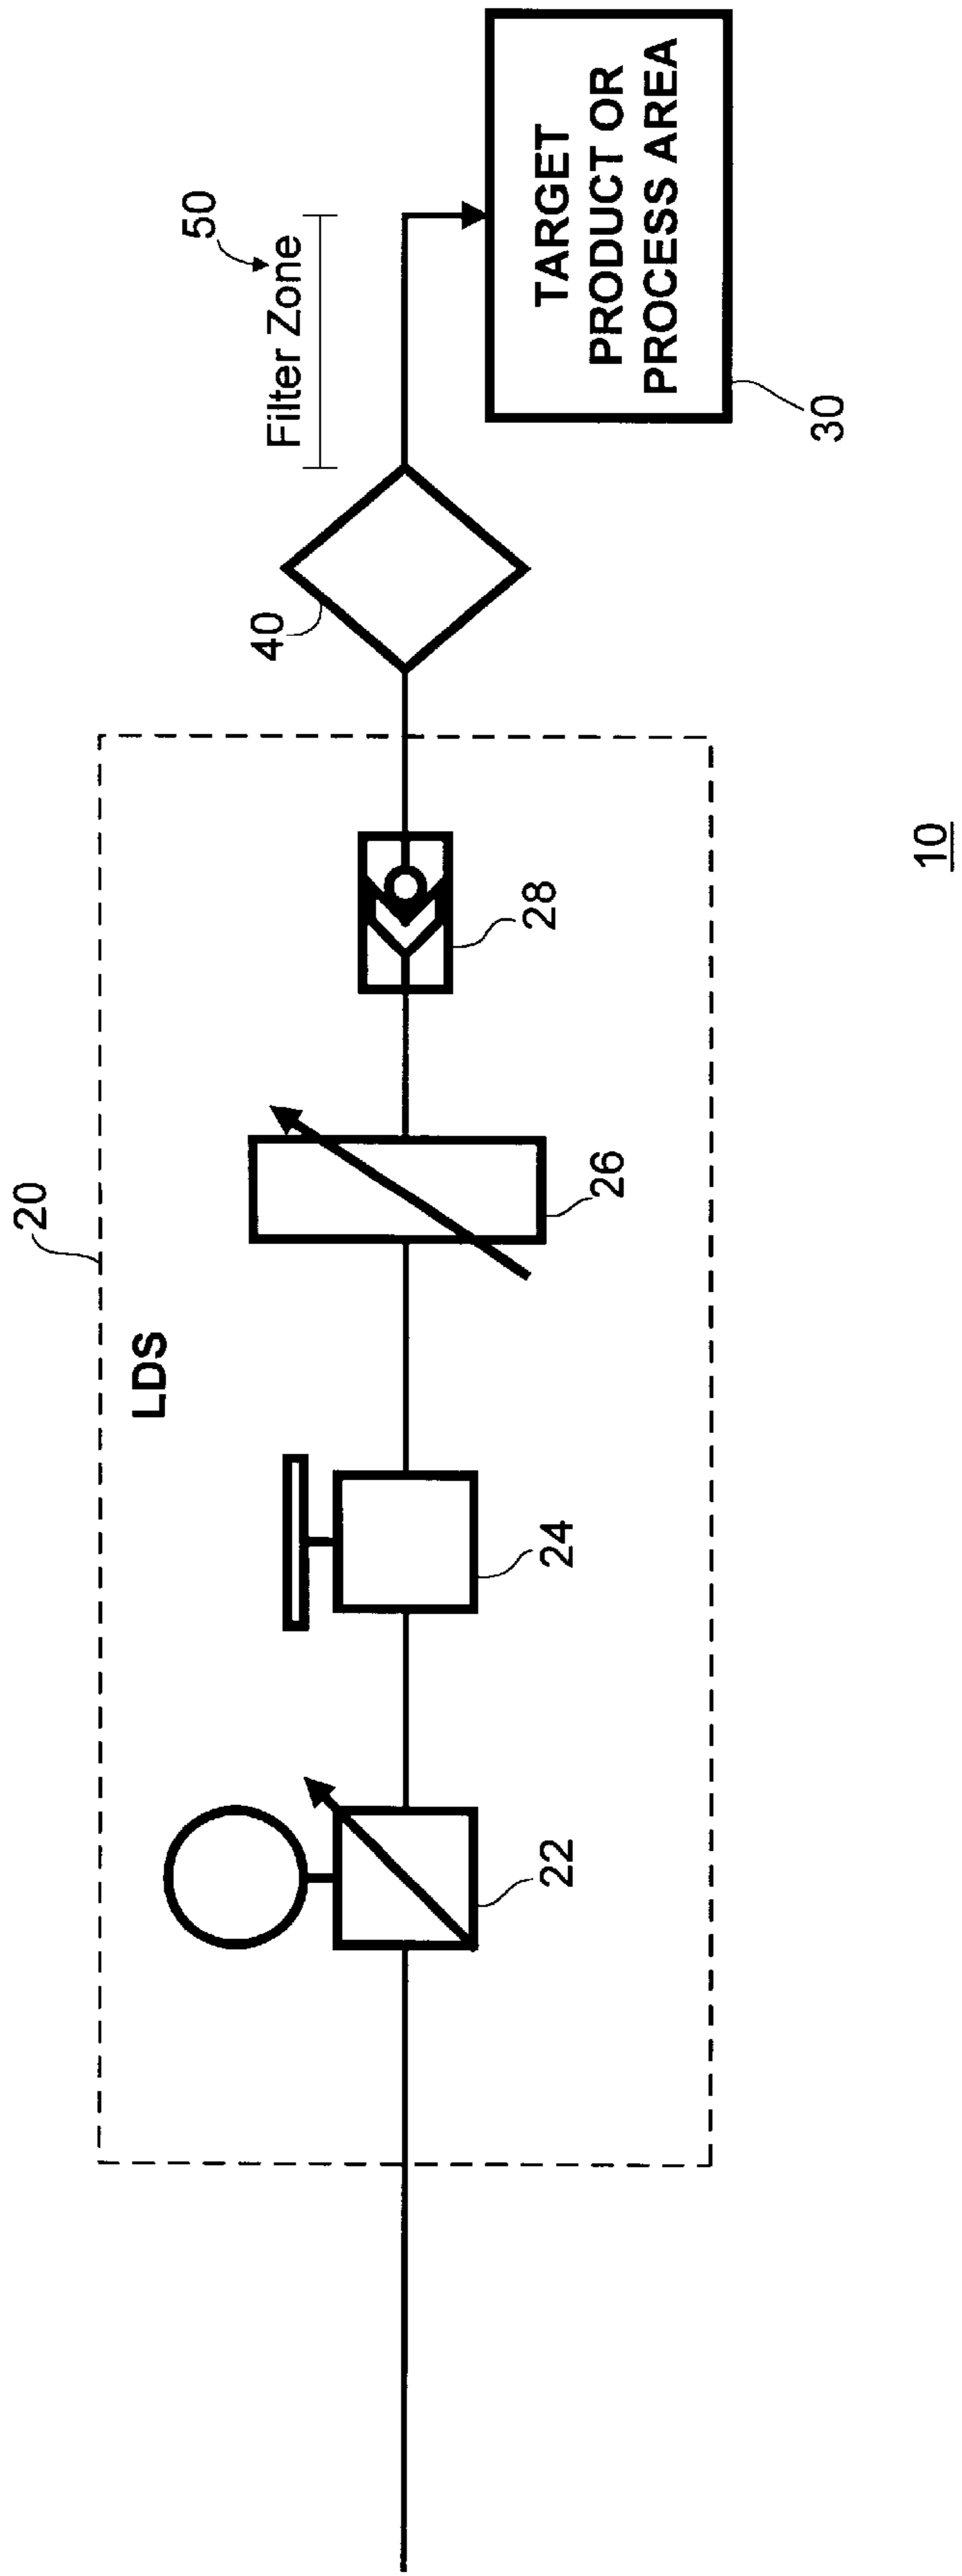 20
LDS
22
24
26
28
40
50
Filter Zone
TARGET
PRODUCT OR
PROCESS AREA
30
10